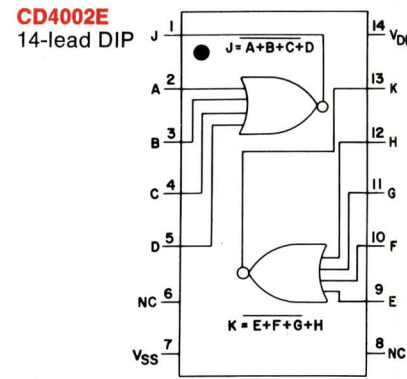 CD4002E
14-lead DIP
J 1
14 VD
J = A+B+C+D
A 2
13 K
B 3
12 H
C 4
11 G
D 5
10 F
NC 6
9 E
K = E+F+G+H
VSS 7
8 NC